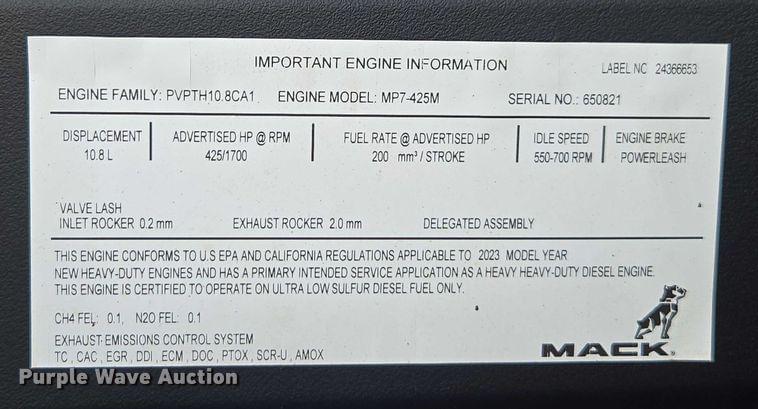 IMPORTANT ENGINE INFORMATION
LABEL NC 24366653
ENGINE FAMILY: PVPTH10.8CA1 ENGINE MODEL: MP7-425M SERIAL NO.: 650821
DISPLACEMENT ADVERTISED HP @ RPM FUEL RATE @ ADVERTISED HP IDLE SPEED ENGINE BRAKE
10.8 L 425/1700 200 mm³ / STROKE 550-700 RPM POWERLEASH
VALVE LASH
INLET ROCKER 0.2 mm EXHAUST ROCKER 2.0 mm DELEGATED ASSEMBLY
THIS ENGINE CONFORMS TO U.S EPA AND CALIFORNIA REGULATIONS APPLICABLE TO 2023 MODEL YEAR
NEW HEAVY-DUTY ENGINES AND HAS A PRIMARY INTENDED SERVICE APPLICATION AS A HEAVY HEAVY-DUTY DIESEL ENGINE.
THIS ENGINE IS CERTIFIED TO OPERATE ON ULTRA LOW SULFUR DIESEL FUEL ONLY.
CH4 FEL: 0.1, N2O FEL: 0.1
EXHAUST EMISSIONS CONTROL SYSTEM
TC , CAC , EGR , DDI , ECM , DOC , PTOX , SCR-U , AMOX
MACK®
Purple Wave Auction